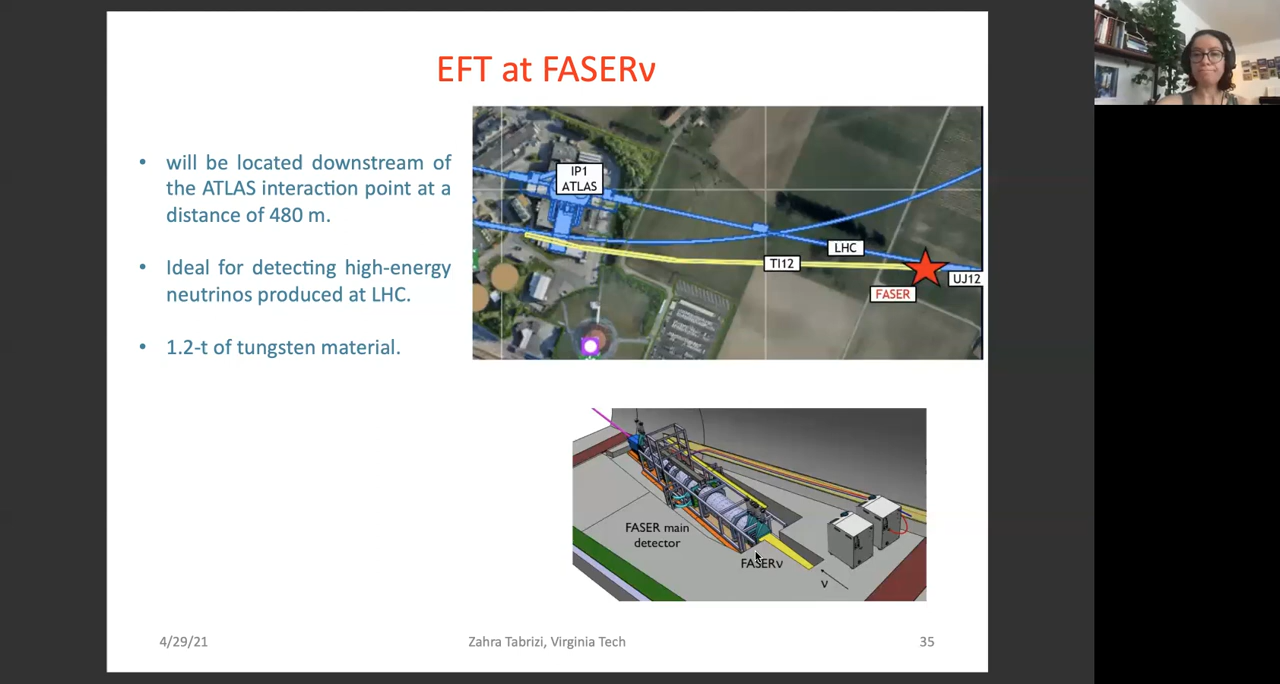 EFT at FASERν
• will be located downstream of
the ATLAS interaction point at a
distance of 480 m.
• Ideal for detecting high-energy
neutrinos produced at LHC.
• 1.2-t of tungsten material.
IP1
ATLAS
LHC
TI12
FASER
UJ12
FASER main
detector
FASERν
ν
4/29/21
Zahra Tabrizi, Virginia Tech
35